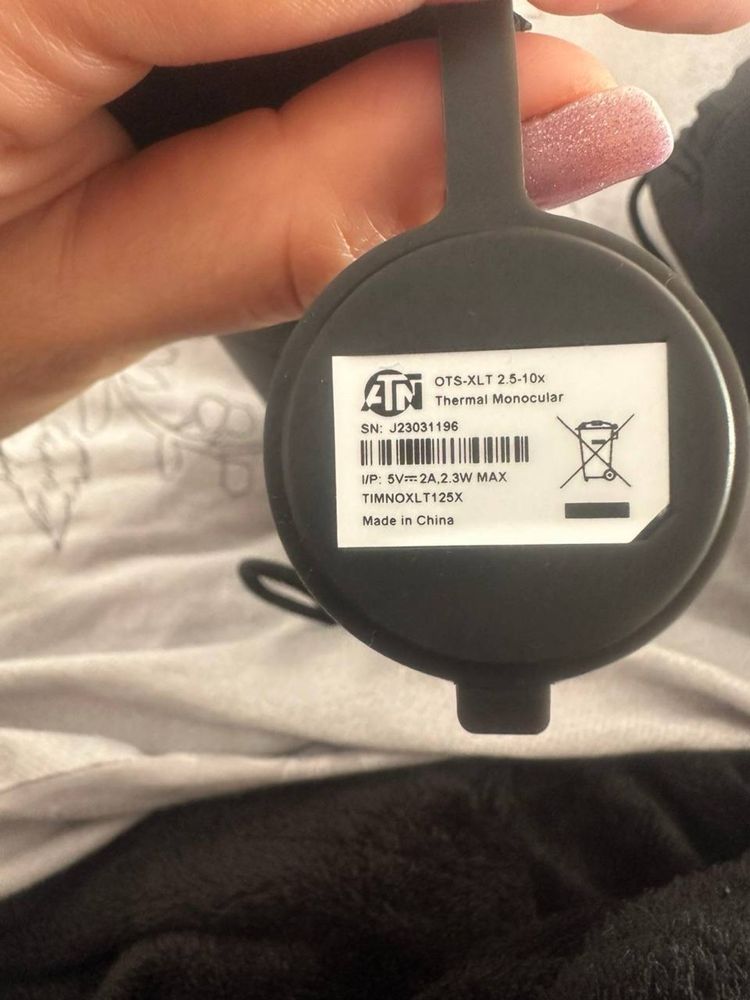 ATN
OTS-XLT 2.5-10x
Thermal Monocular
SN: J23031196
I/P: 5V⎓2A,2.3W MAX
TIMNOXLT125X
Made in China